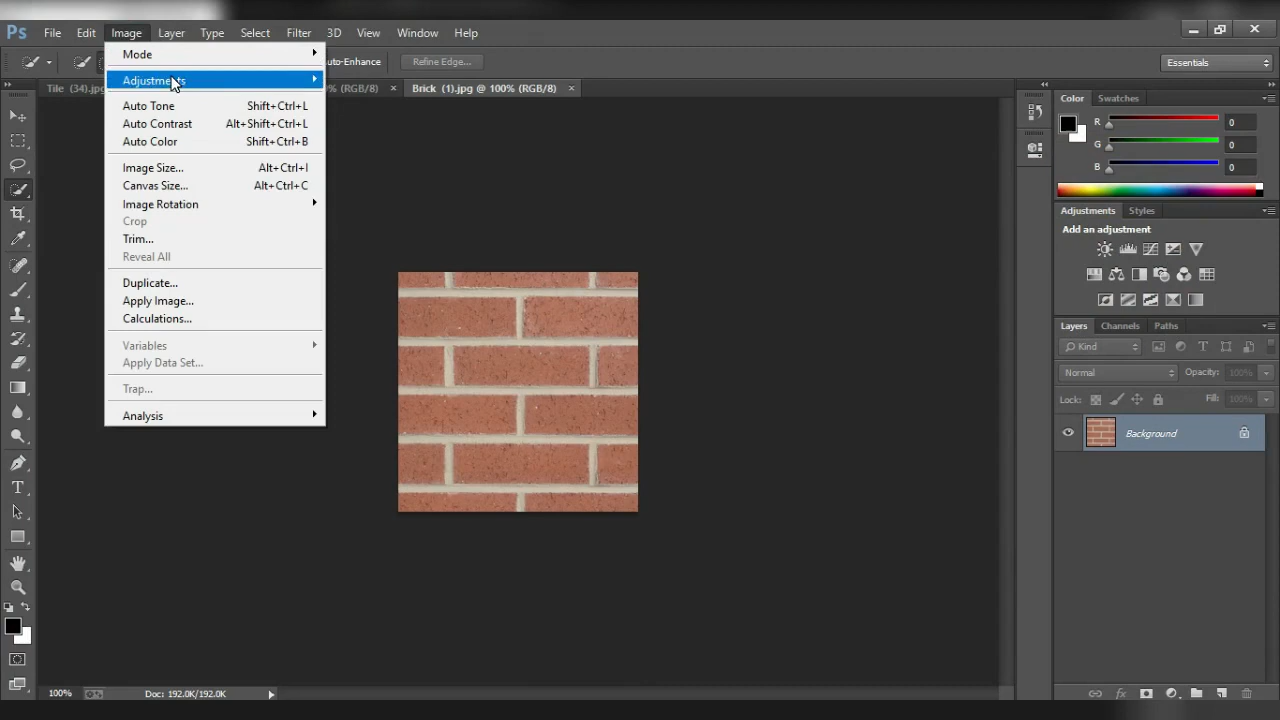 Ps File Edit Image Layer Type Select Filter 3D View Window Help
uto-Enhance Refine Edge... Essentials
Tile (34).jpg % (RGB/8) × Brick (1).jpg @ 100% (RGB/8) ×
Mode
Adjustments
Auto Tone Shift+Ctrl+L
Auto Contrast Alt+Shift+Ctrl+L
Auto Color Shift+Ctrl+B
Image Size... Alt+Ctrl+I
Canvas Size... Alt+Ctrl+C
Image Rotation
Crop
Trim...
Reveal All
Duplicate...
Apply Image...
Calculations...
Variables
Apply Data Set...
Trap...
Analysis
Color Swatches
R 0
G 0
B 0
Adjustments Styles
Add an adjustment
Layers Channels Paths
Kind
Normal Opacity: 100%
Lock: Fill: 100%
Background
100% Doc: 192.0K/192.0K